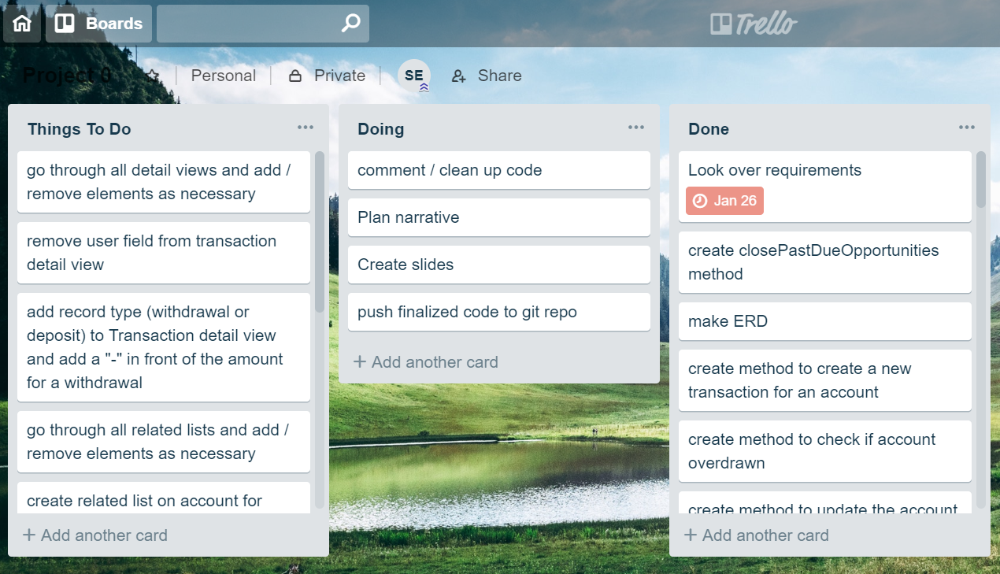 Boards
Trello
Project 0
Personal
Private
SE
Share
Things To Do
go through all detail views and add /
remove elements as necessary
remove user field from transaction
detail view
add record type (withdrawal or
deposit) to Transaction detail view
and add a "-" in front of the amount
for a withdrawal
go through all related lists and add /
remove elements as necessary
create related list on account for
+ Add another card
Doing
comment / clean up code
Plan narrative
Create slides
push finalized code to git repo
+ Add another card
Done
Look over requirements
Jan 26
create closePastDueOpportunities
method
make ERD
create method to create a new
transaction for an account
create method to check if account
overdrawn
create method to update the account
+ Add another card